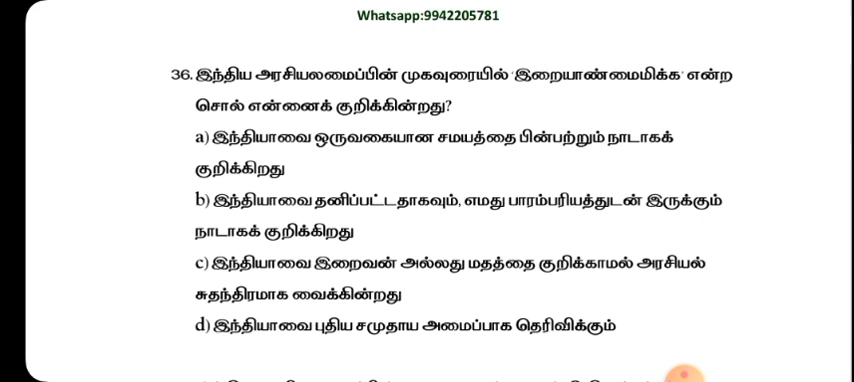 Whatsapp:9942205781
36. இந்திய அரசியலமைப்பின் முகவுரையில் 'இறையாண்மைமிக்க' என்ற
சொல் என்னைக் குறிக்கின்றது?
a) இந்தியாவை ஒருவகையான சமயத்தை பின்பற்றும் நாடாகக்
குறிக்கிறது
b) இந்தியாவை தனிப்பட்டதாகவும், எமது பாரம்பரியத்துடன் இருக்கும்
நாடாகக் குறிக்கிறது
c) இந்தியாவை இறைவன் அல்லது மதத்தை குறிக்காமல் அரசியல்
சுதந்திரமாக வைக்கின்றது
d) இந்தியாவை புதிய சமுதாய அமைப்பாக தெரிவிக்கும்